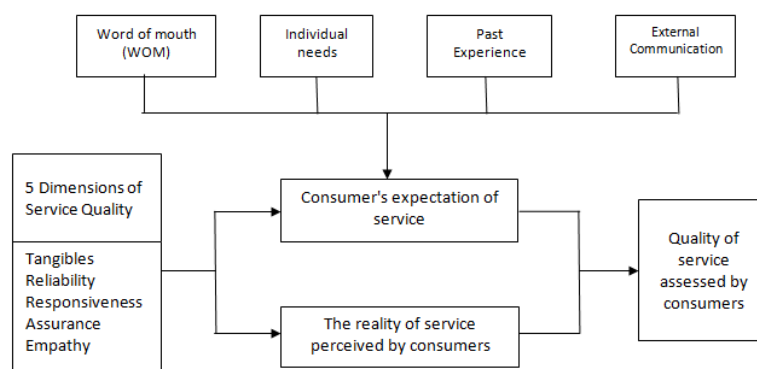 Word of mouth
(WOM)
Individual
needs
Past
Experience
External
Communication
5 Dimensions of
Service Quality
Tangibles
Reliability
Responsiveness
Assurance
Empathy
Consumer's expectation of
service
The reality of service
perceived by consumers
Quality of
service
assessed by
consumers